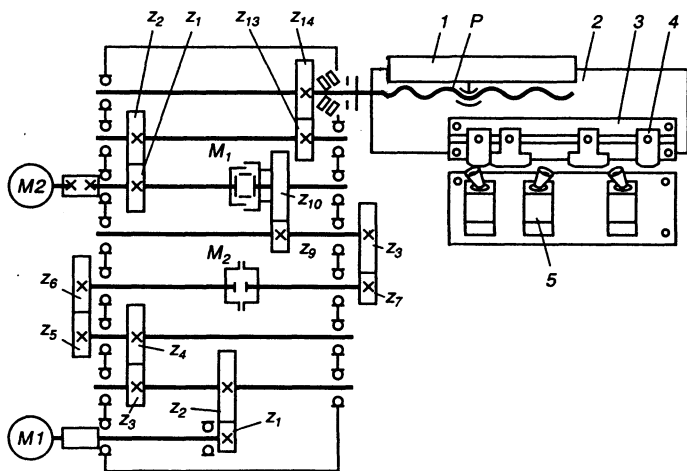 z₂ z₁ z₁₃ z₁₄
1 P 2 3 4
M₁
M2
z₁₀
z₉ z₃
M₂
z₆ z₇
5
z₅ z₄
z₃ z₂ z₁
M1